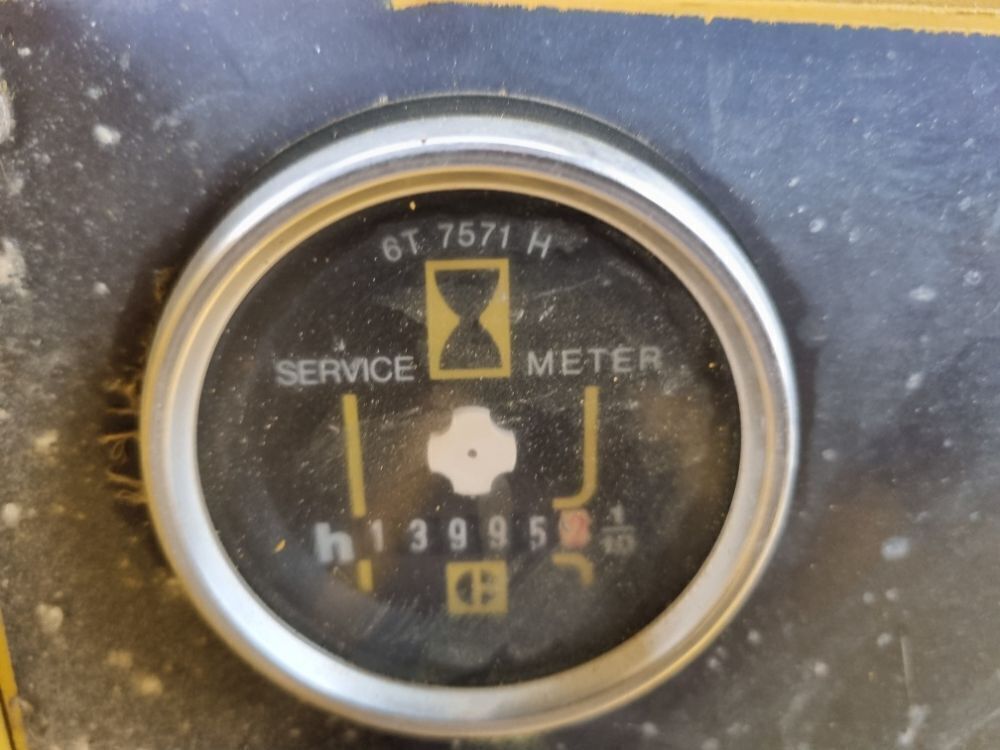 6T 7571 H
SERVICE METER
h 1 3 9 9 5 2 1/10